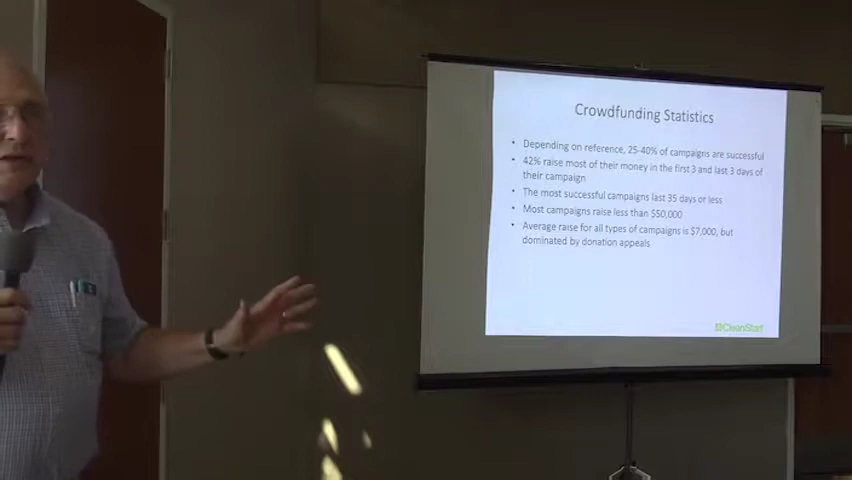 Crowdfunding Statistics
• Depending on reference, 25-40% of campaigns are successful
• 42% raise most of their money in the first 3 and last 3 days of
their campaign
• The most successful campaigns last 35 days or less
• Most campaigns raise less than $50,000
• Average raise for all types of campaigns is $7,000, but
dominated by donation appeals
CleanStart